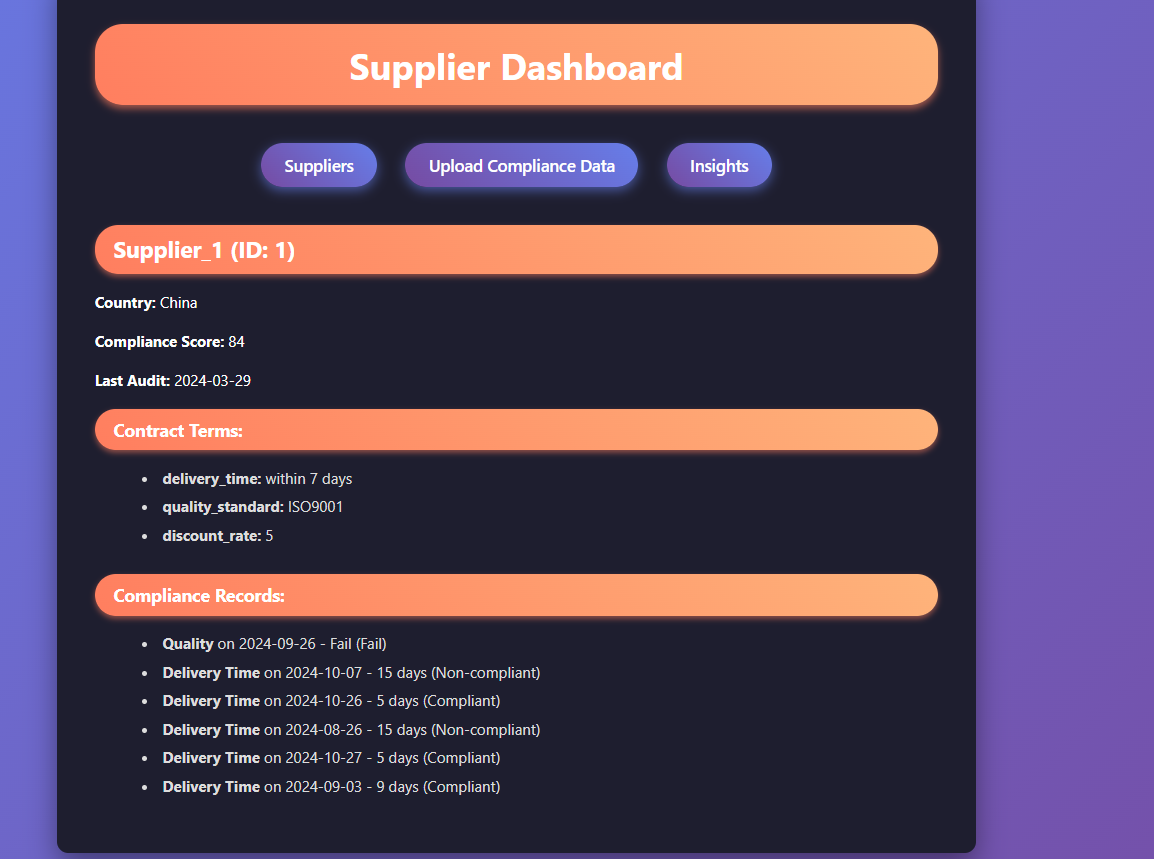 Supplier Dashboard
Suppliers
Upload Compliance Data
Insights
Supplier_1 (ID: 1)
Country: China
Compliance Score: 84
Last Audit: 2024-03-29
Contract Terms:
• delivery_time: within 7 days
• quality_standard: ISO9001
• discount_rate: 5
Compliance Records:
• Quality on 2024-09-26 - Fail (Fail)
• Delivery Time on 2024-10-07 - 15 days (Non-compliant)
• Delivery Time on 2024-10-26 - 5 days (Compliant)
• Delivery Time on 2024-08-26 - 15 days (Non-compliant)
• Delivery Time on 2024-10-27 - 5 days (Compliant)
• Delivery Time on 2024-09-03 - 9 days (Compliant)